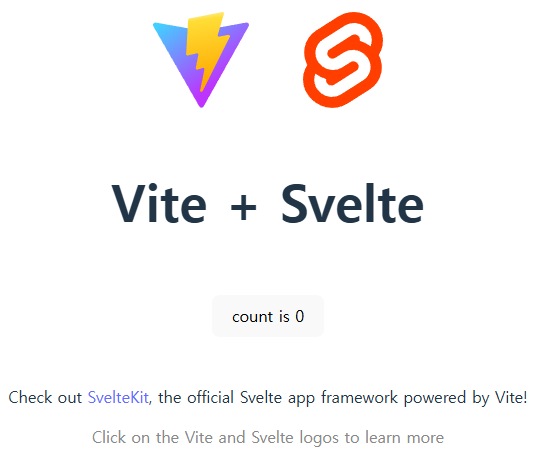 Vite + Svelte
count is 0
Check out SvelteKit, the official Svelte app framework powered by Vite!
Click on the Vite and Svelte logos to learn more